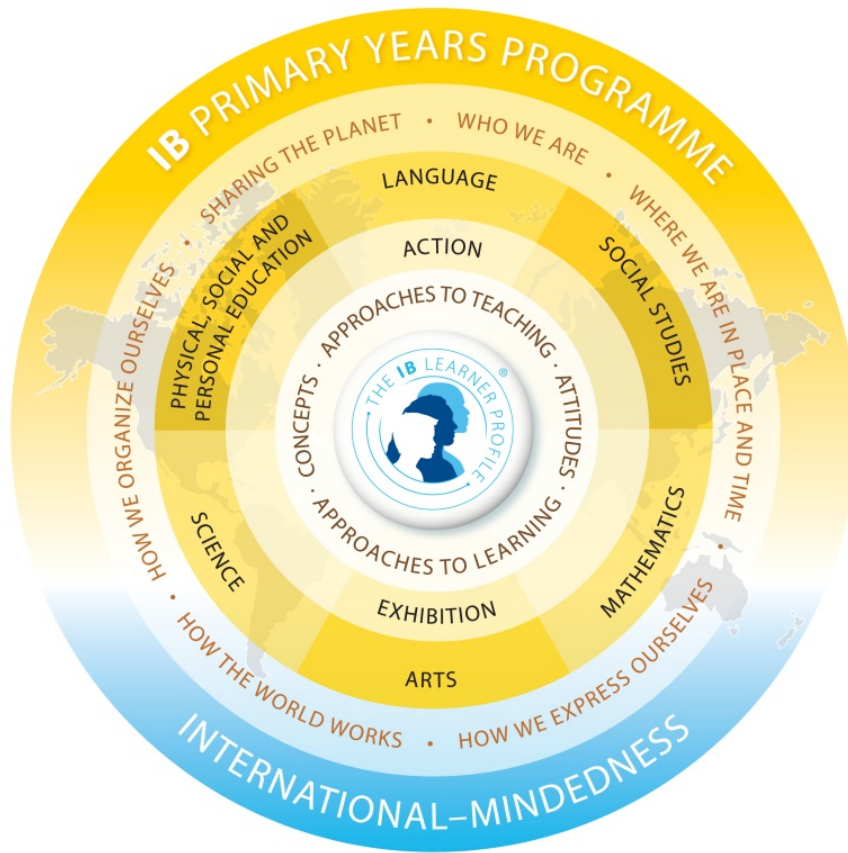 IB PRIMARY YEARS PROGRAMME
SHARING THE PLANET • WHO WE ARE • WHERE WE ARE IN PLACE AND TIME • HOW WE EXPRESS OURSELVES • HOW THE WORLD WORKS • HOW WE ORGANIZE OURSELVES •
LANGUAGE
SOCIAL STUDIES
MATHEMATICS
ARTS
SCIENCE
PHYSICAL, SOCIAL AND
PERSONAL EDUCATION
ACTION
EXHIBITION
APPROACHES TO TEACHING · ATTITUDES · APPROACHES TO LEARNING · CONCEPTS ·
• THE IB LEARNER PROFILE • ®
INTERNATIONAL–MINDEDNESS